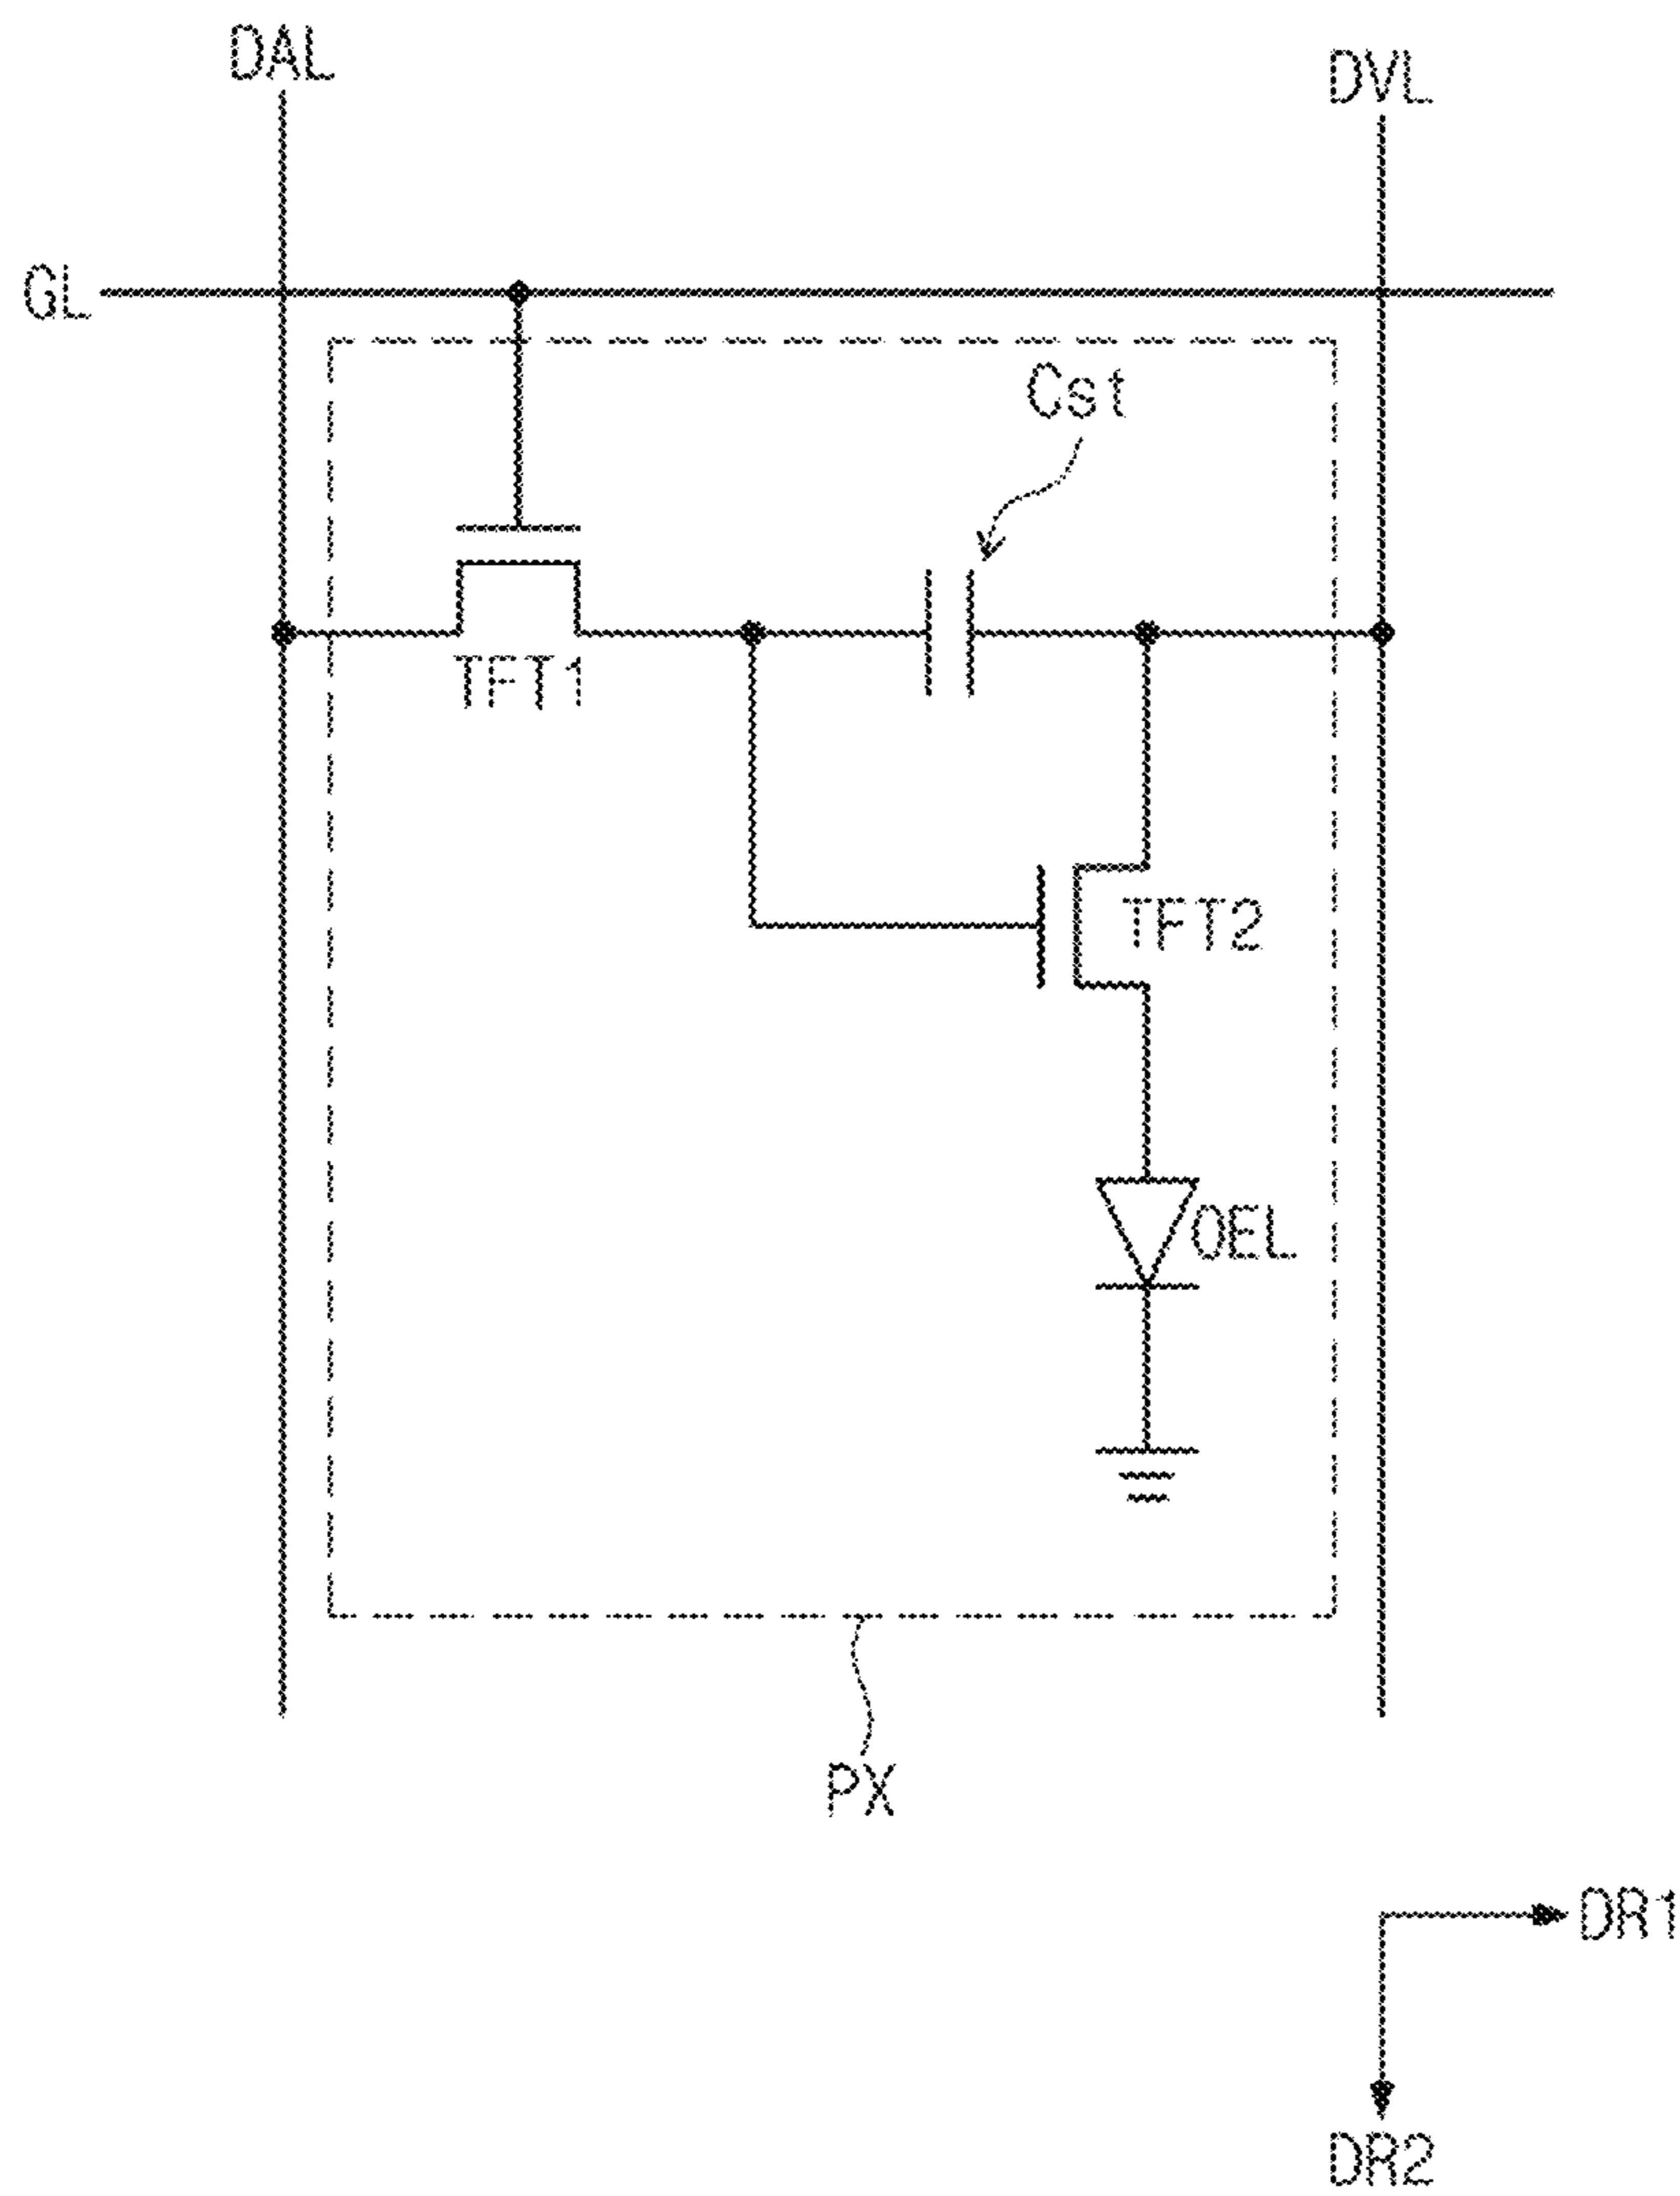 DAL
DVL
GL
Cst
TFT1
TFT2
OEL
PX
DR1
DR2